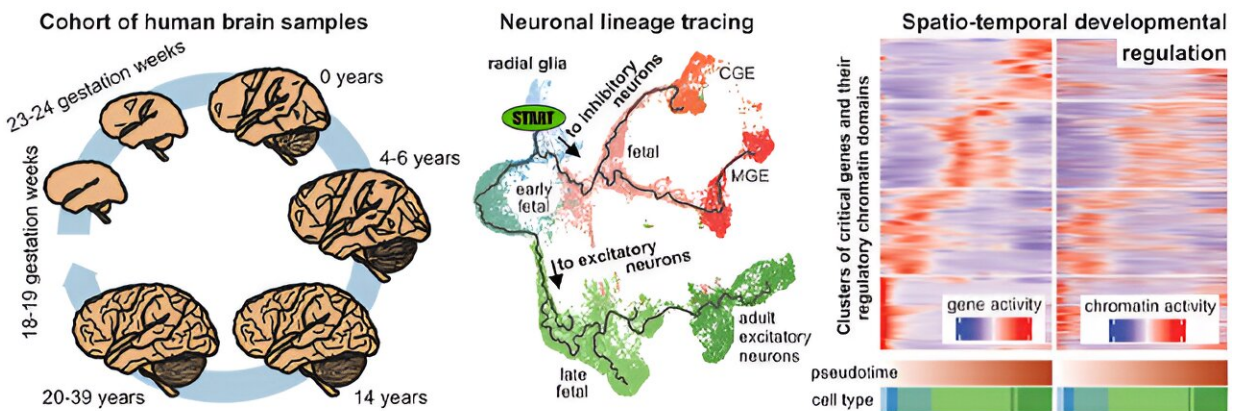 Cohort of human brain samples
23-24 gestation weeks
0 years
18-19 gestation weeks
4-6 years
20-39 years
14 years
Neuronal lineage tracing
radial glia
START
to inhibitory
neurons
CGE
fetal
MGE
early
fetal
to excitatory
neurons
late
fetal
adult
excitatory
neurons
Spatio-temporal developmental
regulation
Clusters of critical genes and their
regulatory chromatin domains
gene activity
chromatin activity
pseudotime
cell type